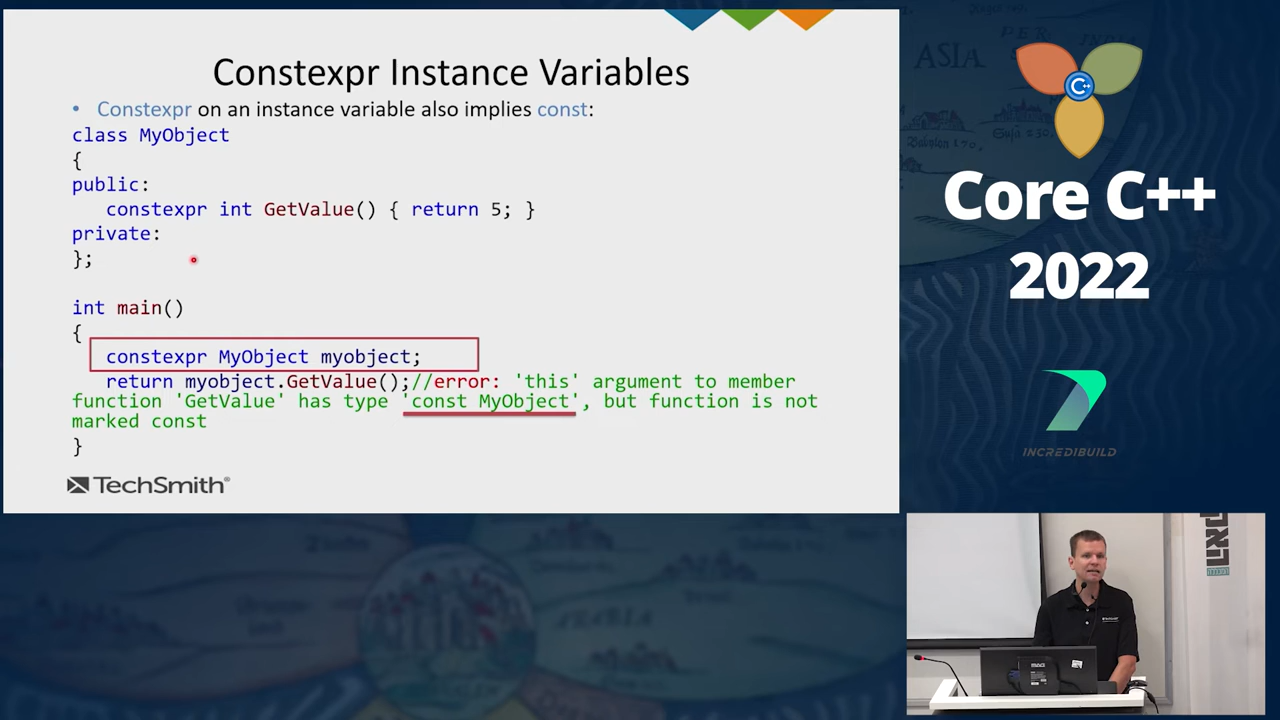 Constexpr Instance Variables
• Constexpr on an instance variable also implies const:
class MyObject
{
public:
constexpr int GetValue() { return 5; }
private:
};
int main()
{
constexpr MyObject myobject;
return myobject.GetValue();//error: 'this' argument to member
function 'GetValue' has type 'const MyObject', but function is not
marked const
}
TechSmith®
C++
Core C++
2022
INCREDIBUILD
ASIA